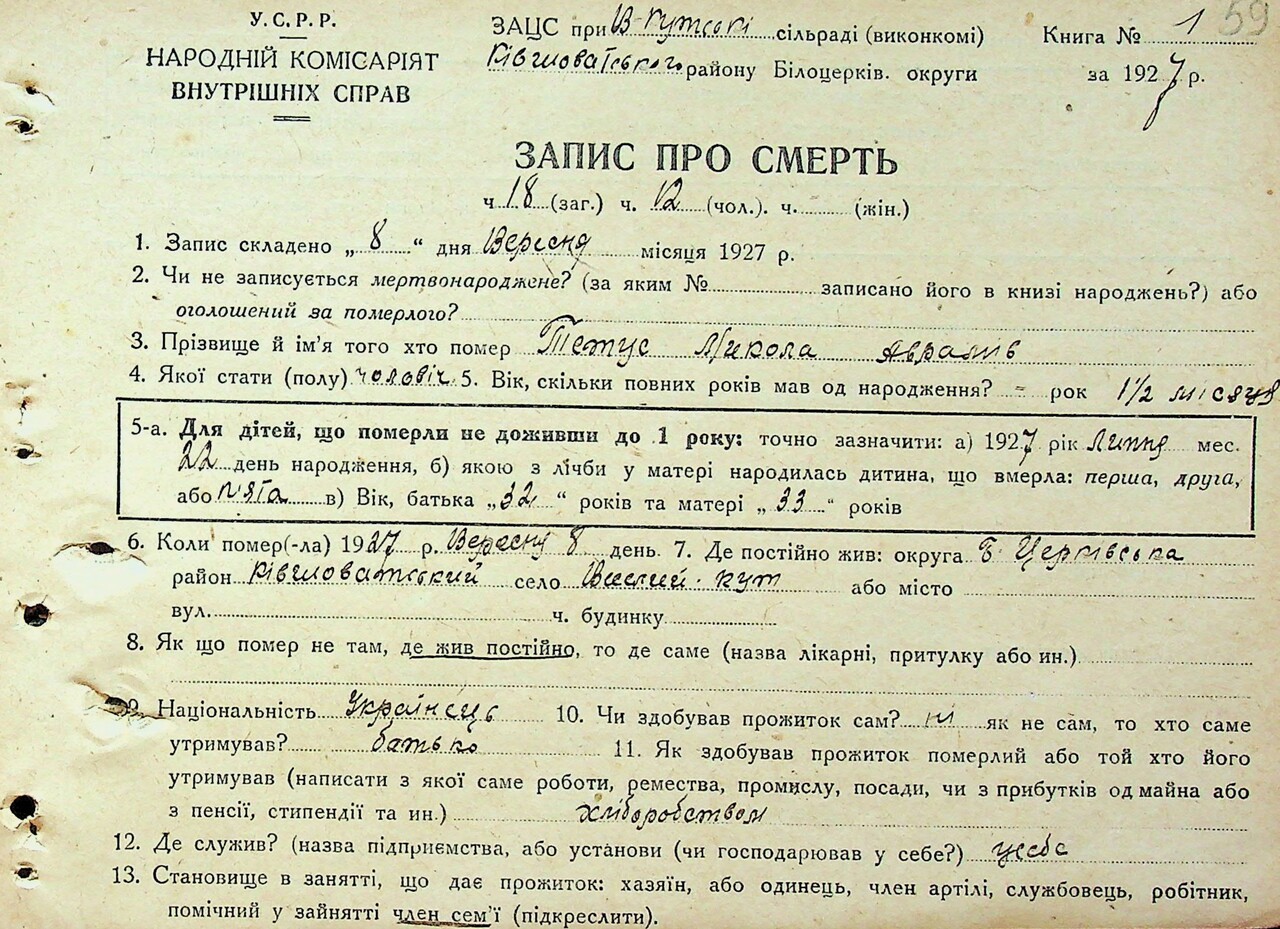 У.С.Р.Р.
НАРОДНІЙ КОМІСАРІЯТ
ВНУТРІШНІХ СПРАВ
ЗАЦС при В-кутські сільраді (виконкомі)
Ківшоватського району Білоцерків. округи
Книга № 1 59
за 1927 р.
ЗАПИС ПРО СМЕРТЬ
ч 18 (заг.) ч. 12 (чол.). ч. (жін.)
1. Запис складено „ 8 “ дня Вересня місяця 1927 р.
2. Чи не записується мертвонароджене? (за яким № записано його в книзі народжень?) або
оголошений за померлого?
3. Прізвище й ім'я того хто помер Тетус Микола Аврамів
4. Якої стати (полу) чоловіч. 5. Вік, скільки повних років мав од народження? - рок 1½ місяця
5-а. Для дітей, що померли не доживши до 1 року: точно зазначити: а) 1927 рік Липня мес.
22 день народження, б) якою з лічби у матері народилась дитина, що вмерла: перша, друга,
або п'ята в) Вік, батька „32“ років та матері „33“ років
6. Коли помер(-ла) 1927 р. Вересня 8 день. 7. Де постійно жив: округа Б Церківська
район Ківшоватський село кут або місто
вул. ч. будинку
8. Як що помер не там, де жив постійно, то де саме (назва лікарні, притулку або ин.)
9. Національність Українець 10. Чи здобував прожиток сам? ні як не сам, то хто саме
утримував? батько 11. Як здобував прожиток померлий або той хто його
утримував (написати з якої саме роботи, ремества, промислу, посади, чи з прибутків од майна або
з пенсії, стипендії та ин.) хліборобством
12. Де служив? (назва підприємства, або установи (чи господарював у себе?) усебе
13. Становище в занятті, що дає прожиток: хазяїн, або одинець, член артілі, службовець, робітник,
помічний у зайнятті член сем'ї (підкреслити).